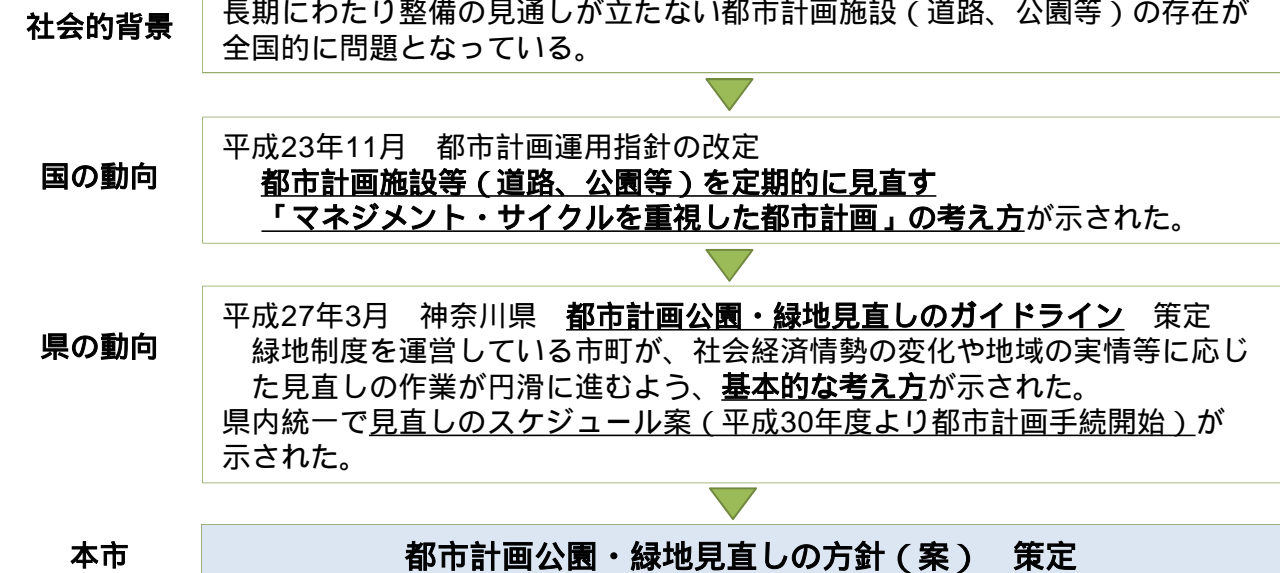 社会的背景
長期にわたり整備の見通しが立たない都市計画施設（道路、公園等）の存在が
全国的に問題となっている。
国の動向
平成23年11月　都市計画運用指針の改定
都市計画施設等（道路、公園等）を定期的に見直す
「マネジメント・サイクルを重視した都市計画」の考え方が示された。
県の動向
平成27年3月　神奈川県　都市計画公園・緑地見直しのガイドライン　策定
緑地制度を運営している市町が、社会経済情勢の変化や地域の実情等に応じ
た見直しの作業が円滑に進むよう、基本的な考え方が示された。
県内統一で見直しのスケジュール案（平成30年度より都市計画手続開始）が
示された。
本市
都市計画公園・緑地見直しの方針（案）　策定